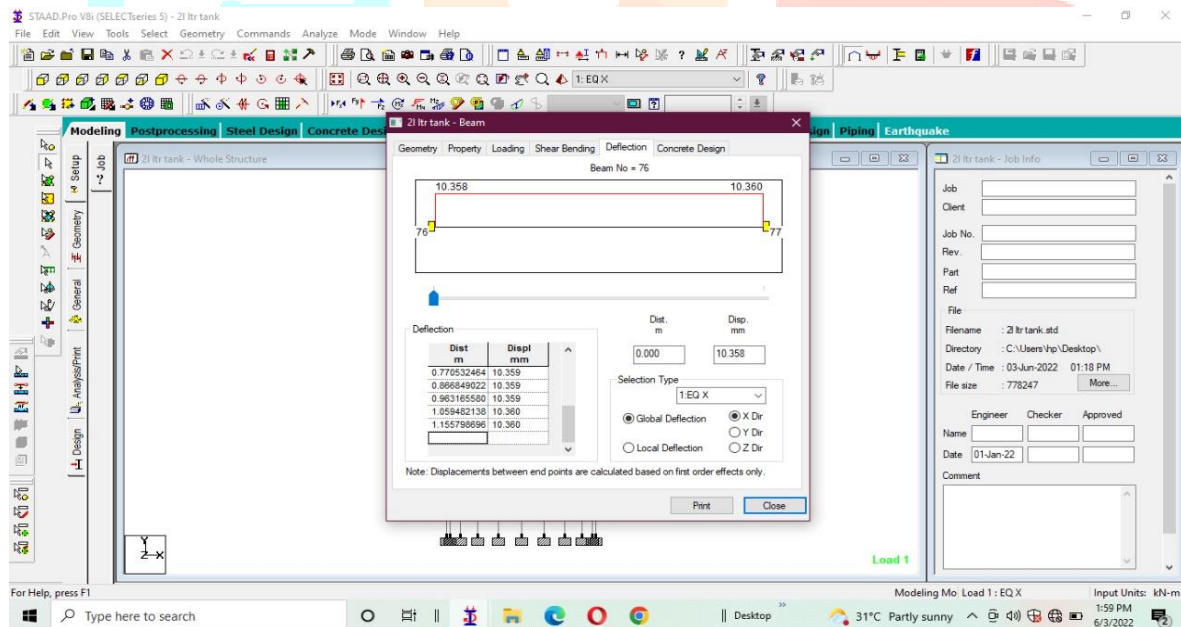 STAAD.Pro V8i (SELECTseries 5) - 2l ltr tank
File Edit View Tools Select Geometry Commands Analyze Mode Window Help
1: EQ X
Modeling Postprocessing Steel Design Concrete Des
ign Piping Earthquake
Job
Setup
Geometry
General
Analysis/Print
Design
2l ltr tank - Whole Structure
Load 1
2l ltr tank - Beam
Geometry Property Loading Shear Bending Deflection Concrete Design
Beam No = 76
10.358 10.360
76 77
Deflection
Dist Displ
m mm
0.770532464 10.359
0.866849022 10.359
0.963165580 10.359
1.059482138 10.360
1.155798696 10.360
Dist. Disp.
m mm
0.000 10.358
Selection Type
1:EQ X
Global Deflection X Dir
Y Dir
Local Deflection Z Dir
Note: Displacements between end points are calculated based on first order effects only.
Print Close
2l ltr tank - Job Info
Job
Client
Job No.
Rev.
Part
Ref
File
Filename : 2l ltr tank.std
Directory : C:\Users\hp\Desktop\
Date / Time : 03-Jun-2022 01:18 PM
File size : 778247 More...
Engineer Checker Approved
Name
Date 01-Jan-22
Comment
For Help, press F1
Modeling Mo Load 1 : EQ X Input Units: kN-m
Type here to search
Desktop
31°C Partly sunny
1:59 PM
6/3/2022